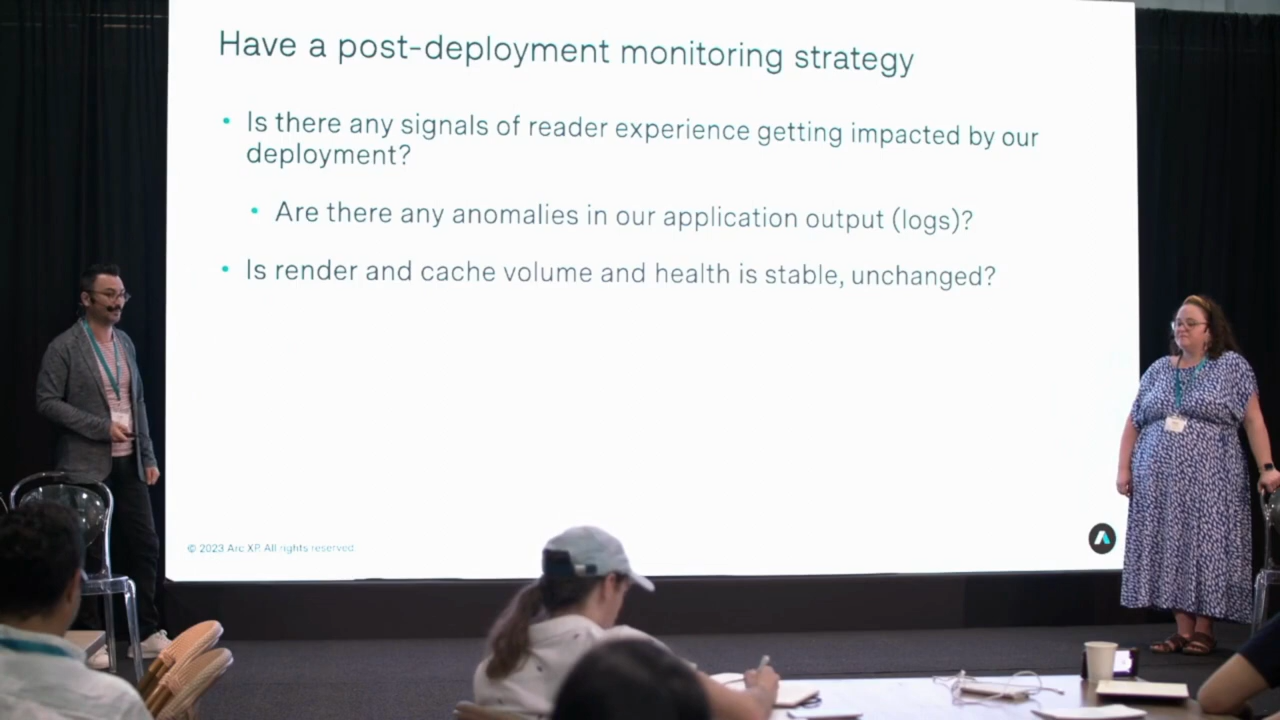 Have a post-deployment monitoring strategy
• Is there any signals of reader experience getting impacted by our
deployment?
• Are there any anomalies in our application output (logs)?
• Is render and cache volume and health is stable, unchanged?
© 2023 Arc XP. All rights reserved